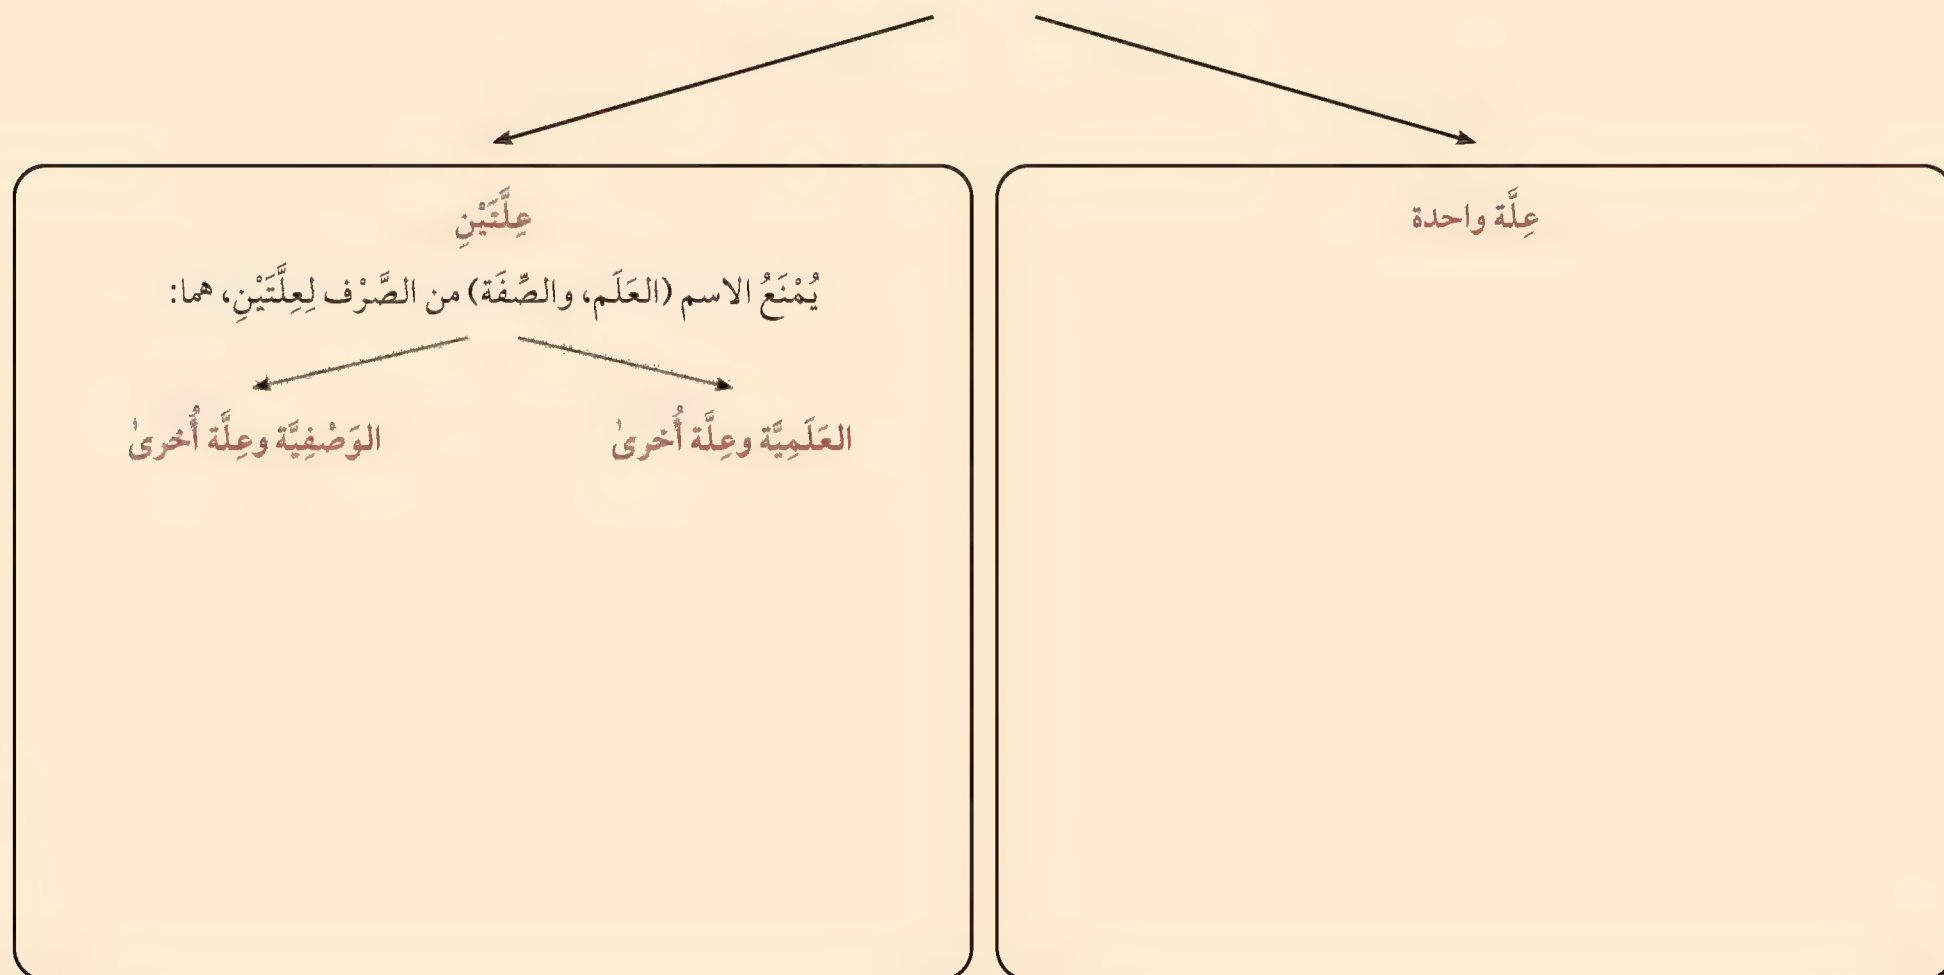 عِلَّة واحدة
عِلَّتَيْنِ
يُمْنَعُ الاسم (العَلَم، والصِّفَة) من الصَّرْف لِعِلَّتَيْنِ، هما:
العَلَمِيَّة وعِلَّة أُخرىٰ
الوَصْفِيَّة وعِلَّة أُخرىٰ